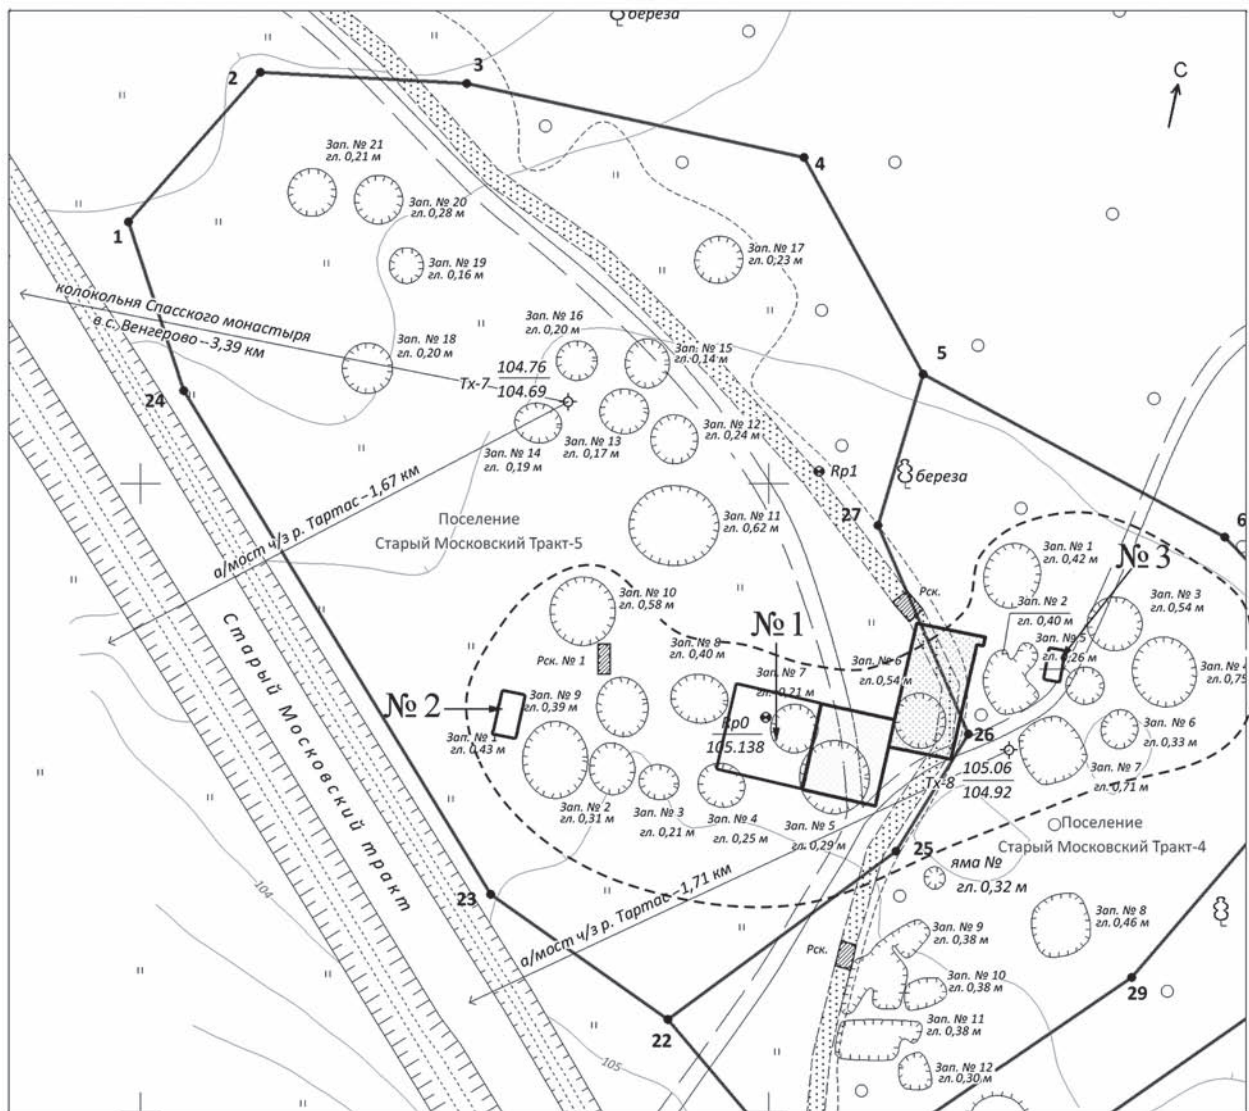 береза
2
3
С
4
Зап. № 21
гл. 0,21 м
Зап. № 20
гл. 0,28 м
1
Зап. № 19
гл. 0,16 м
Зап. № 17
гл. 0,23 м
колокольня Спасского монастыря
в с. Венгерово – 3,39 км
Зап. № 18
гл. 0,20 м
Зап. № 16
гл. 0,20 м
Зап. № 15
гл. 0,14 м
5
Тх-7
104.76
104.69
24
Зап. № 14
гл. 0,19 м
Зап. № 13
гл. 0,17 м
Зап. № 12
гл. 0,24 м
Rp1
береза
а/мост ч/з р. Тартас – 1,67 км
Поселение
Старый Московский Тракт-5
Зап. № 11
гл. 0,62 м
27
6
Зап. № 1
гл. 0,42 м
№ 3
Рск.
Зап. № 2
гл. 0,40 м
Зап. № 3
гл. 0,54 м
Зап. № 10
гл. 0,58 м
№ 1
Зап. № 5
гл. 0,26 м
Рск. № 1
Зап. № 8
гл. 0,40 м
Зап. № 7
гл. 0,21 м
Зап. № 6
гл. 0,54 м
Зап. № 4
гл. 0,75
Старый Московский тракт
№ 2
Зап. № 9
гл. 0,39 м
Rp0
105.138
26
Зап. № 6
гл. 0,33 м
Зап. № 1
гл. 0,43 м
Тх-8
105.06
104.92
Зап. № 7
гл. 0,71 м
Зап. № 2
гл. 0,31 м
Зап. № 3
гл. 0,21 м
Зап. № 4
гл. 0,25 м
Зап. № 5
гл. 0,29 м
Поселение
Старый Московский Тракт-4
25
яма №
гл. 0,32 м
104
23
а/мост ч/з р. Тартас – 1,71 км
Зап. № 8
гл. 0,46 м
Рск.
Зап. № 9
гл. 0,38 м
Зап. № 10
гл. 0,38 м
29
22
Зап. № 11
гл. 0,38 м
105
Зап. № 12
гл. 0,30 м